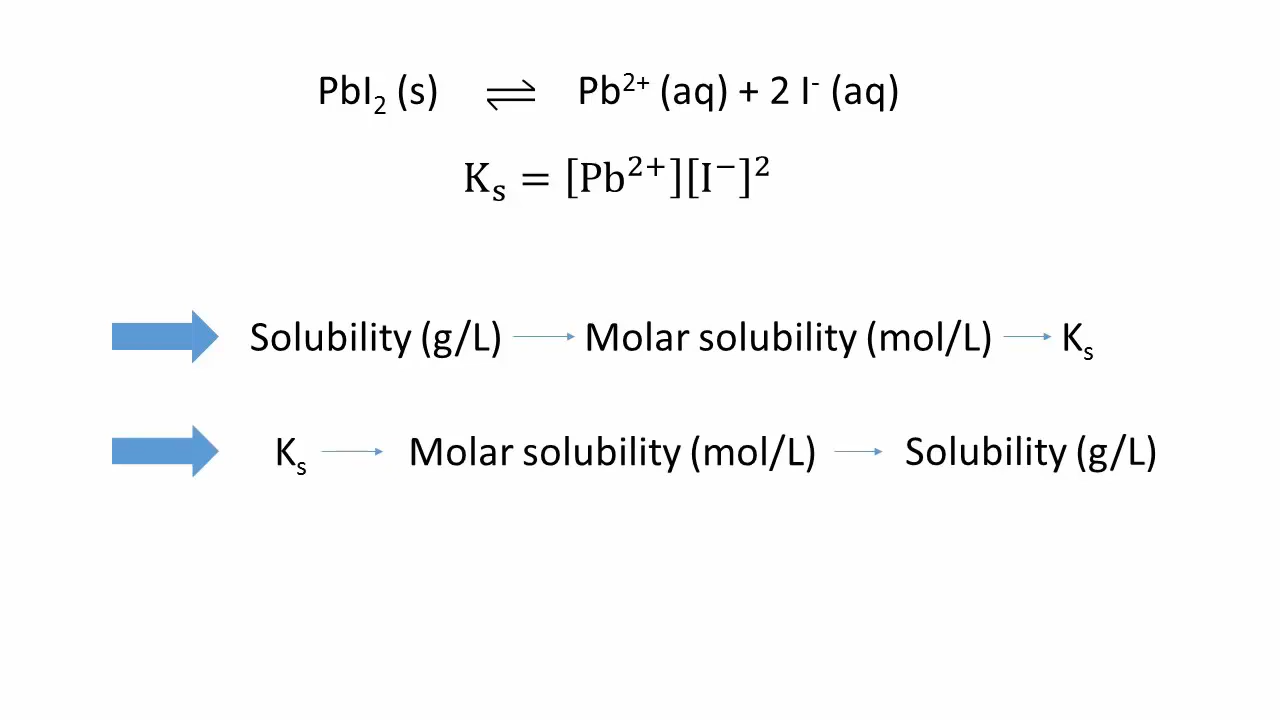 PbI₂ (s) ⇌ Pb²⁺ (aq) + 2 I⁻ (aq)
Kₛ = [Pb²⁺][I⁻]²
Solubility (g/L) → Molar solubility (mol/L) → Kₛ
Kₛ → Molar solubility (mol/L) → Solubility (g/L)